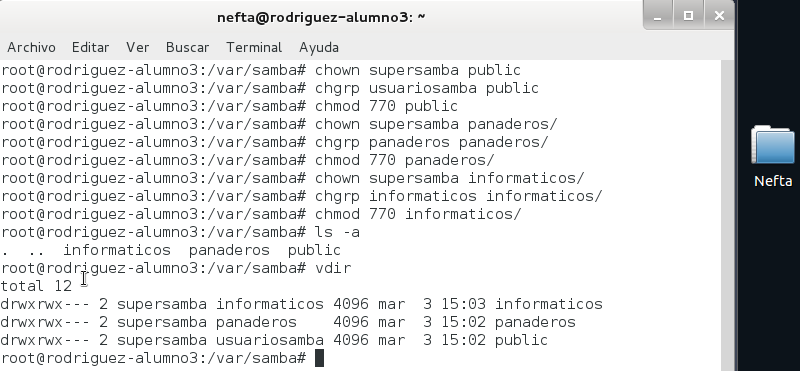 nefta@rodriguez-alumno3: ~
Archivo Editar Ver Buscar Terminal Ayuda
root@rodriguez-alumno3:/var/samba# chown supersamba public
root@rodriguez-alumno3:/var/samba# chgrp usuariosamba public
root@rodriguez-alumno3:/var/samba# chmod 770 public
root@rodriguez-alumno3:/var/samba# chown supersamba panaderos/
root@rodriguez-alumno3:/var/samba# chgrp panaderos panaderos/
root@rodriguez-alumno3:/var/samba# chmod 770 panaderos/
root@rodriguez-alumno3:/var/samba# chown supersamba informaticos/
root@rodriguez-alumno3:/var/samba# chgrp informaticos informaticos/
root@rodriguez-alumno3:/var/samba# chmod 770 informaticos/
root@rodriguez-alumno3:/var/samba# ls -a
.  ..  informaticos  panaderos  public
root@rodriguez-alumno3:/var/samba# vdir
total 12
drwxrwx--- 2 supersamba informaticos 4096 mar  3 15:03 informaticos
drwxrwx--- 2 supersamba panaderos    4096 mar  3 15:02 panaderos
drwxrwx--- 2 supersamba usuariosamba 4096 mar  3 15:02 public
root@rodriguez-alumno3:/var/samba#
Nefta